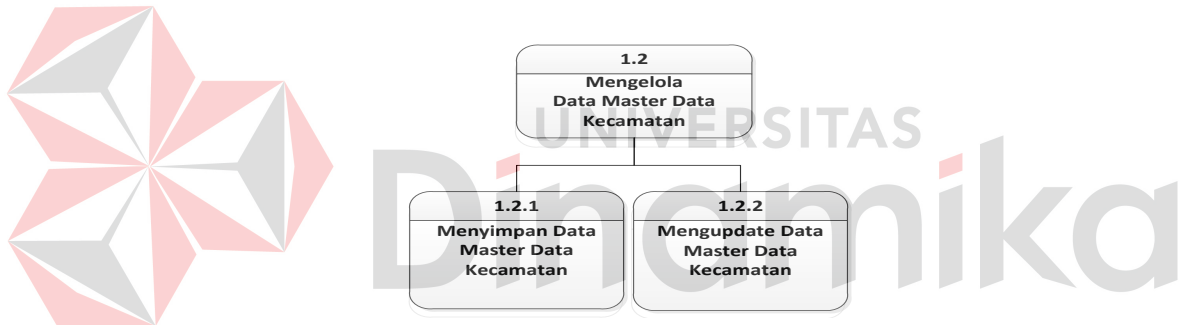 1.2
Mengelola
Data Master Data
Kecamatan
UNIVERSITAS
Dinamika
1.2.1
Menyimpan Data
Master Data
Kecamatan
1.2.2
Mengupdate Data
Master Data
Kecamatan